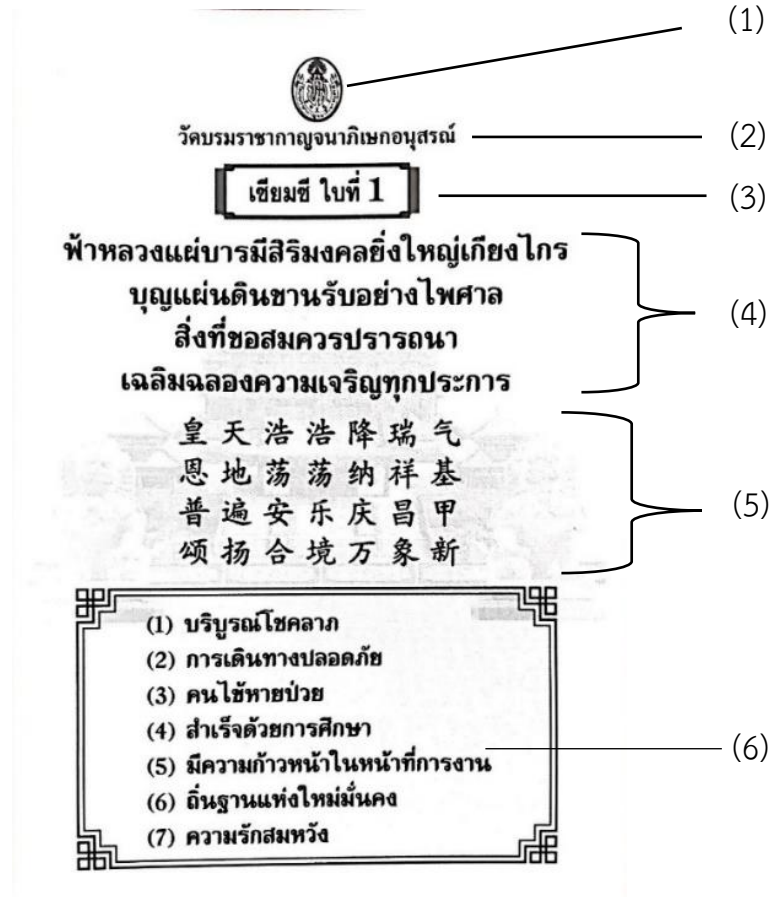 (1)
วัดบรมราชากาญจนาภิเษกอนุสรณ์
(2)
เซียมซี ใบที่ 1
(3)
ฟ้าหลวงแผ่บารมีสิริมงคลยิ่งใหญ่เกียงไกร
บุญแผ่นดินขานรับอย่างไพศาล
สิ่งที่ขอสมควรปรารถนา
เฉลิมฉลองความเจริญทุกประการ
(4)
皇天浩浩降瑞气
恩地荡荡纳祥基
普遍安乐庆昌甲
颂扬合境万象新
(5)
(1) บริบูรณ์โชคลาภ
(2) การเดินทางปลอดภัย
(3) คนไข้หายป่วย
(4) สำเร็จด้วยการศึกษา
(5) มีความก้าวหน้าในหน้าที่การงาน
(6) ถิ่นฐานแห่งใหม่มั่นคง
(7) ความรักสมหวัง
(6)